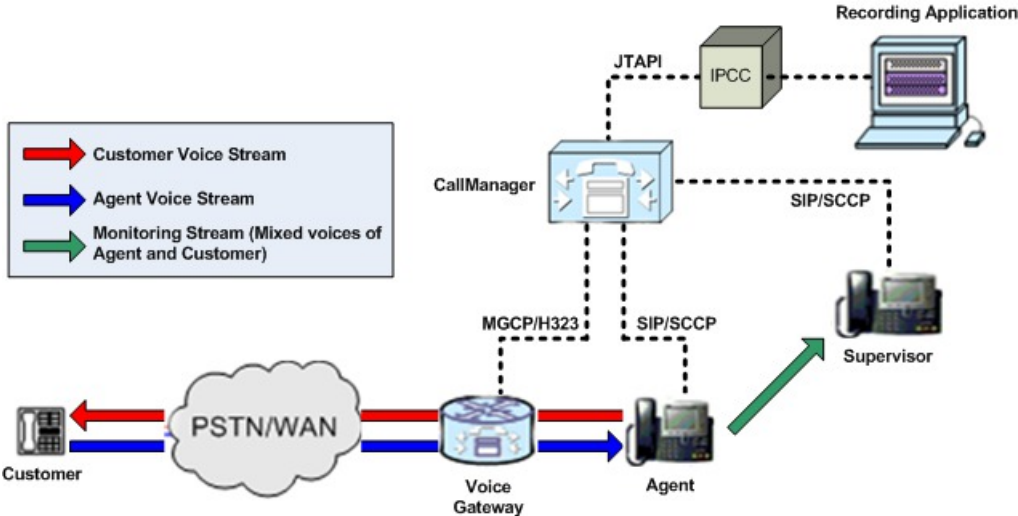 Recording Application
JTAPI
IPCC
Customer Voice Stream
Agent Voice Stream
Monitoring Stream (Mixed voices of
Agent and Customer)
CallManager
SIP/SCCP
MGCP/H323
SIP/SCCP
Supervisor
PSTN/WAN
Customer
Voice
Gateway
Agent